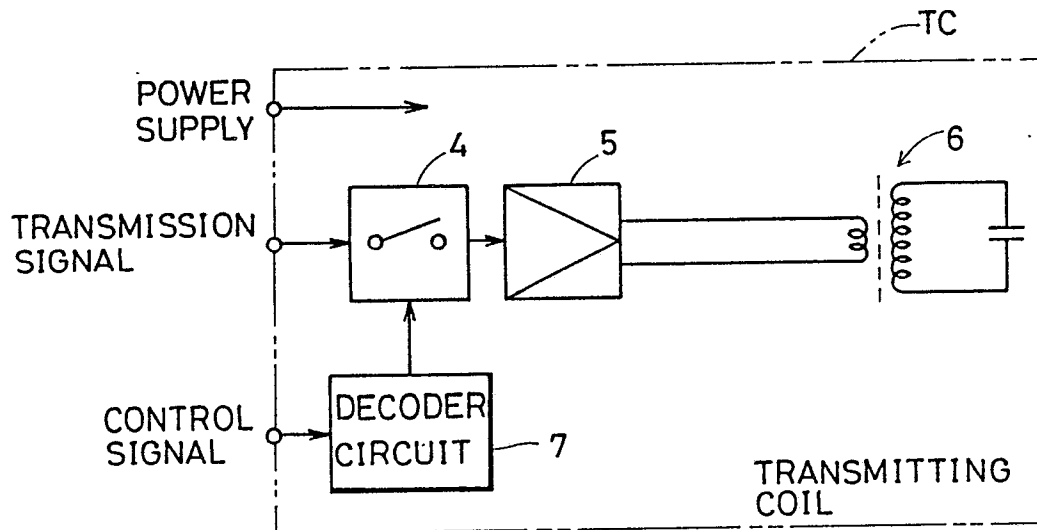 TC
POWER
SUPPLY
4
5
6
TRANSMISSION
SIGNAL
CONTROL
SIGNAL
DECODER
CIRCUIT
7
TRANSMITTING
COIL